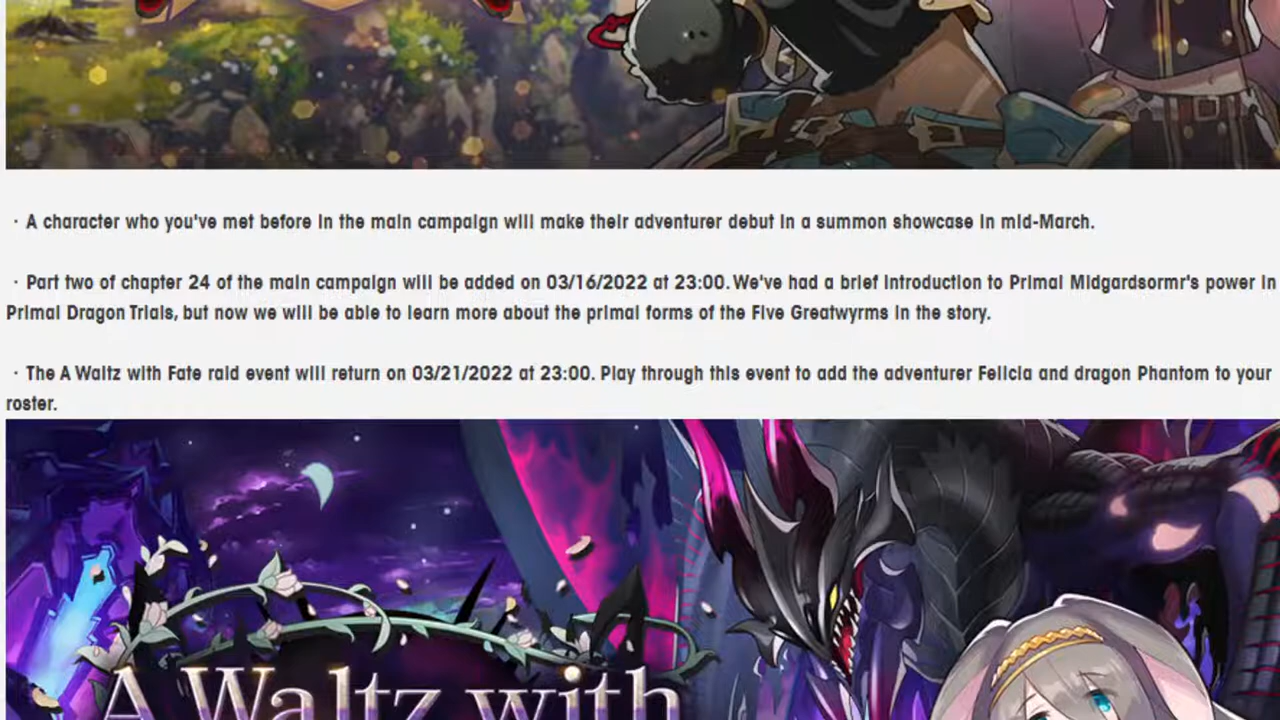 · A character who you've met before in the main campaign will make their adventurer debut in a summon showcase in mid-March.
· Part two of chapter 24 of the main campaign will be added on 03/16/2022 at 23:00. We've had a brief introduction to Primal Midgardsormr's power in
Primal Dragon Trials, but now we will be able to learn more about the primal forms of the Five Greatwyrms in the story.
· The A Waltz with Fate raid event will return on 03/21/2022 at 23:00. Play through this event to add the adventurer Felicia and dragon Phantom to your
roster.
A Waltz with